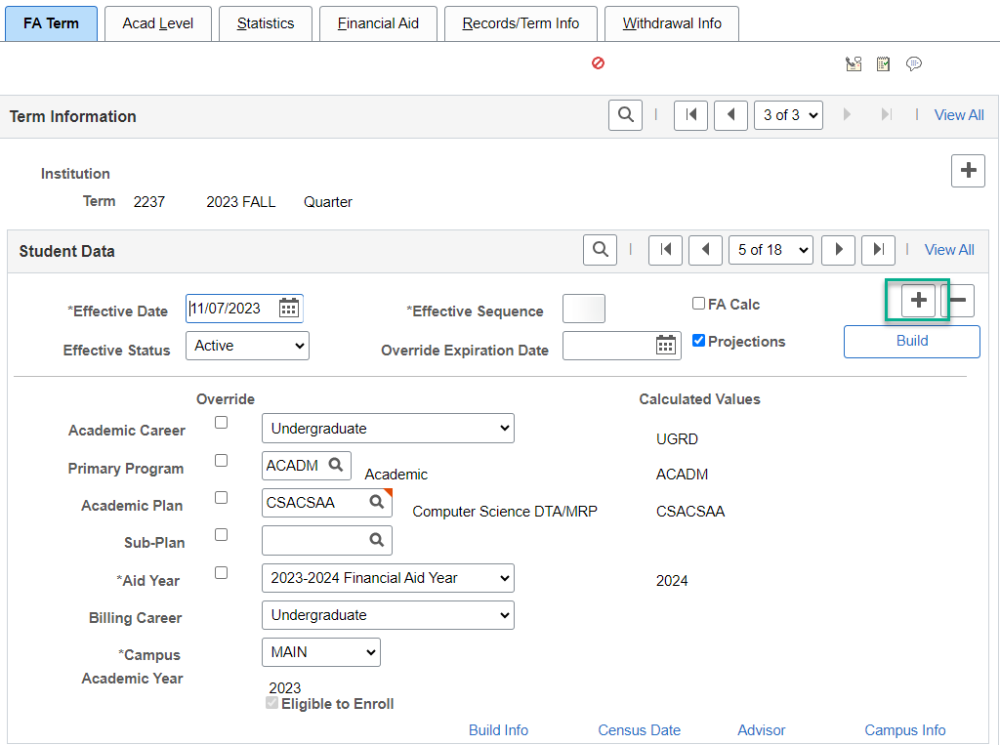 FA Term Acad Level Statistics Financial Aid Records/Term Info Withdrawal Info
Term Information 3 of 3 View All
Institution
Term 2237 2023 FALL Quarter
Student Data 5 of 18 View All
*Effective Date 11/07/2023 *Effective Sequence FA Calc
Effective Status Active Override Expiration Date Projections Build
Override Calculated Values
Academic Career Undergraduate UGRD
Primary Program ACADM Academic ACADM
Academic Plan CSACSAA Computer Science DTA/MRP CSACSAA
Sub-Plan
*Aid Year 2023-2024 Financial Aid Year 2024
Billing Career Undergraduate
*Campus MAIN
Academic Year 2023
Eligible to Enroll
Build Info Census Date Advisor Campus Info